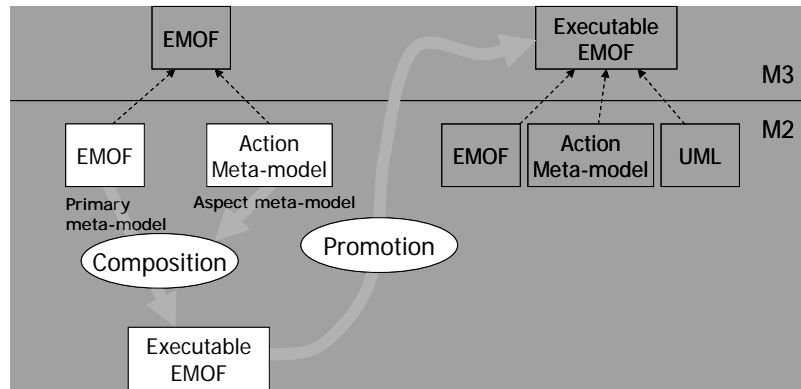 EMOF
Executable
EMOF
M3
M2
EMOF
Action
Meta-model
EMOF
Action
Meta-model
UML
Primary
meta-model
Aspect meta-model
Composition
Promotion
Executable
EMOF